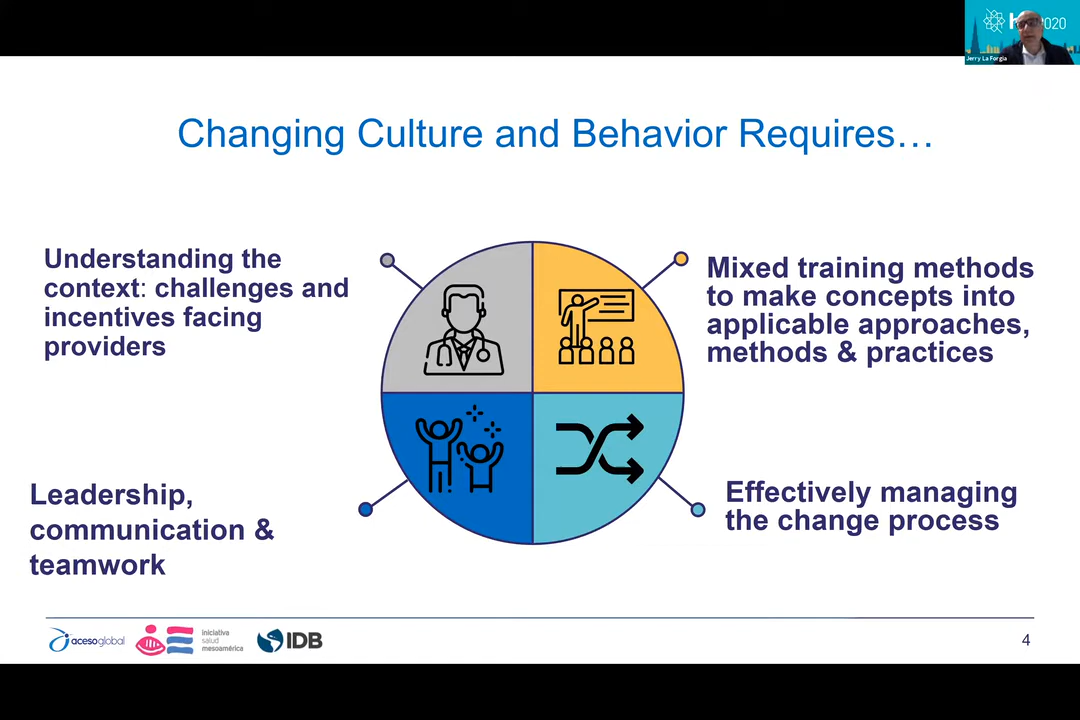 2020
Jerry La Forgia
Changing Culture and Behavior Requires…
Understanding the
context: challenges and
incentives facing
providers
Mixed training methods
to make concepts into
applicable approaches,
methods & practices
Leadership,
communication &
teamwork
Effectively managing
the change process
acesoglobal
iniciativa
salud
mesoamérica
IDB
4